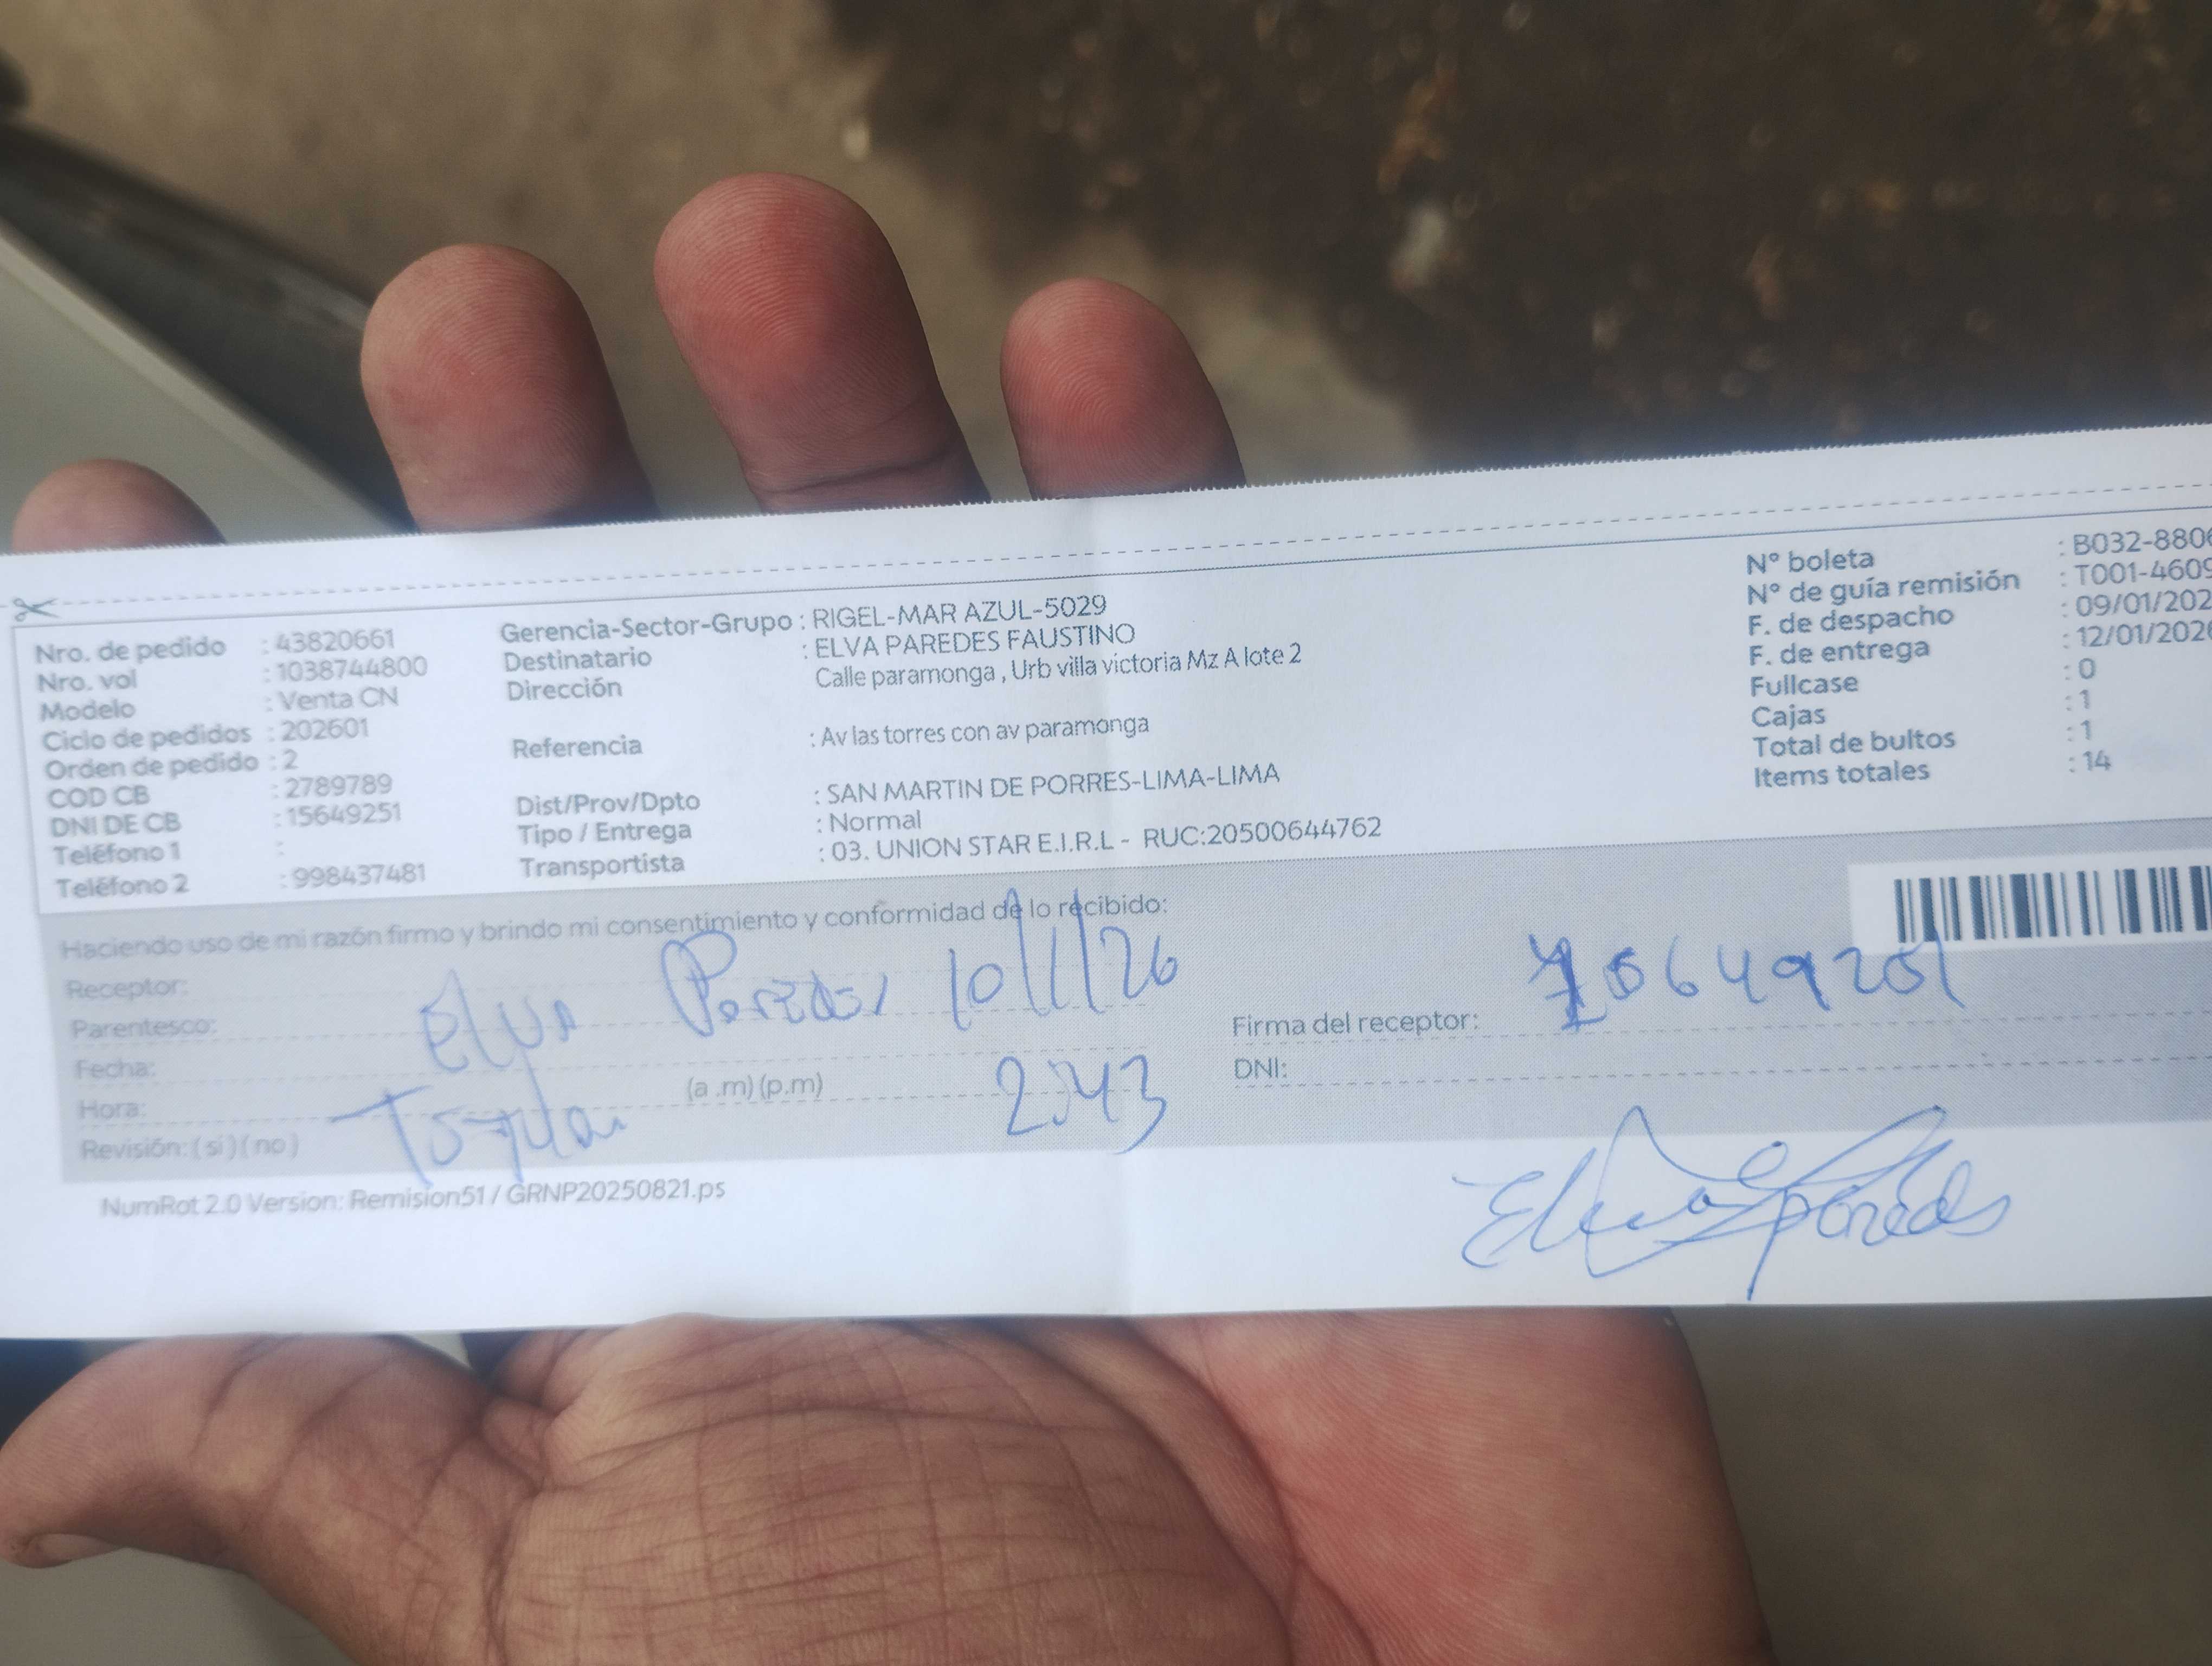 Nro. de pedido : 43820661
Nro. vol : 1038744800
Modelo : Venta CN
Ciclo de pedidos : 202601
Orden de pedido : 2
COD CB : 2789789
DNI DE CB : 15649251
Teléfono 1 :
Teléfono 2 : 998437481
Gerencia-Sector-Grupo : RIGEL-MAR AZUL-5029
Destinatario : ELVA PAREDES FAUSTINO
Dirección Calle paramonga , Urb villa victoria Mz A lote 2
Referencia : Av las torres con av paramonga
Dist/Prov/Dpto : SAN MARTIN DE PORRES-LIMA-LIMA
Tipo / Entrega : Normal
Transportista : 03. UNION STAR E.I.R.L - RUC:20500644762
N° boleta : B032-880
N° de guía remisión : T001-4609
F. de despacho : 09/01/202
F. de entrega : 12/01/2026
Fullcase : 0
Cajas : 1
Total de bultos : 1
Items totales : 14
Haciendo uso de mi razón firmo y brindo mi consentimiento y conformidad de lo recibido:
Receptor: Elva Paredes 10/1/26
Parentesco:
Fecha:
Hora: (a .m) (p.m) 2:43
Revisión: ( si ) ( no )
Firma del receptor: 15649251
DNI:
Elva Paredes
NumRot 2.0 Version: Remision51 / GRNP20250821.ps